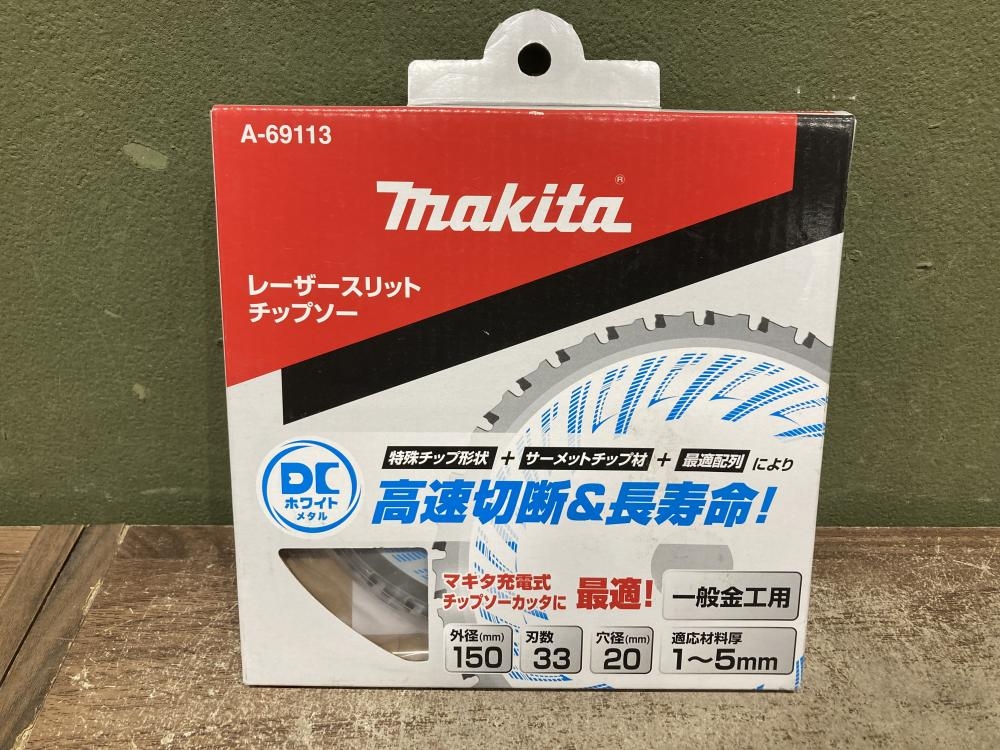 A-69113
makita®
レーザースリット
チップソー
DC
ホワイト
メタル
特殊チップ形状 + サーメットチップ材 + 最適配列 により
高速切断&長寿命!
マキタ充電式
チップソーカッタに 最適!
一般金工用
外径(mm) 150
刃数 33
穴径(mm) 20
適応材料厚
1～5mm